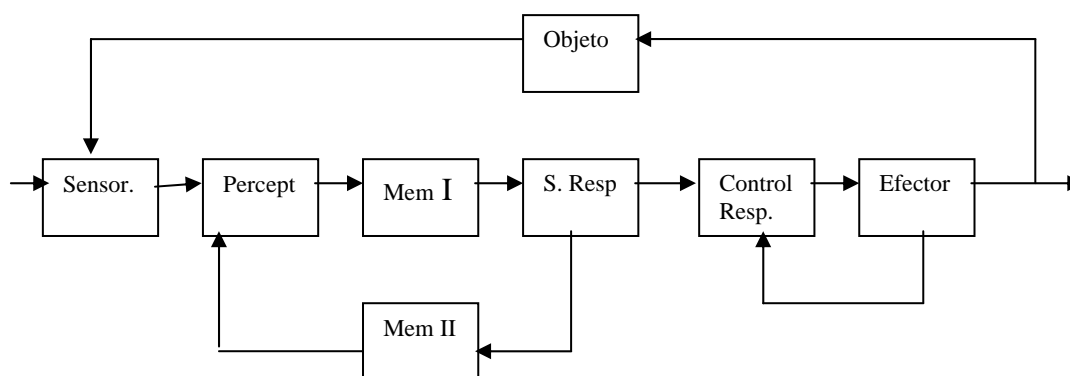 Objeto
Sensor.
Percept
Mem I
S. Resp
Control
Resp.
Efector
Mem II